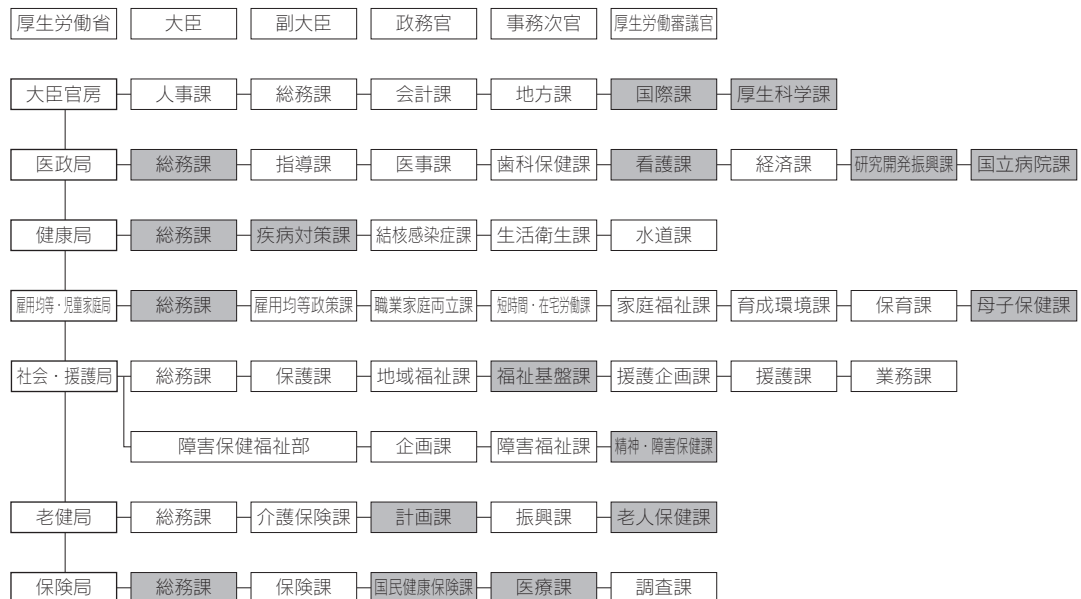 厚生労働省 大臣 副大臣 政務官 事務次官 厚生労働審議官
大臣官房 人事課 総務課 会計課 地方課 国際課 厚生科学課
医政局 総務課 指導課 医事課 歯科保健課 看護課 経済課 研究開発振興課 国立病院課
健康局 総務課 疾病対策課 結核感染症課 生活衛生課 水道課
雇用均等・児童家庭局 総務課 雇用均等政策課 職業家庭両立課 短時間・在宅労働課 家庭福祉課 育成環境課 保育課 母子保健課
社会・援護局 総務課 保護課 地域福祉課 福祉基盤課 援護企画課 援護課 業務課
障害保健福祉部 企画課 障害福祉課 精神・障害保健課
老健局 総務課 介護保険課 計画課 振興課 老人保健課
保険局 総務課 保険課 国民健康保険課 医療課 調査課